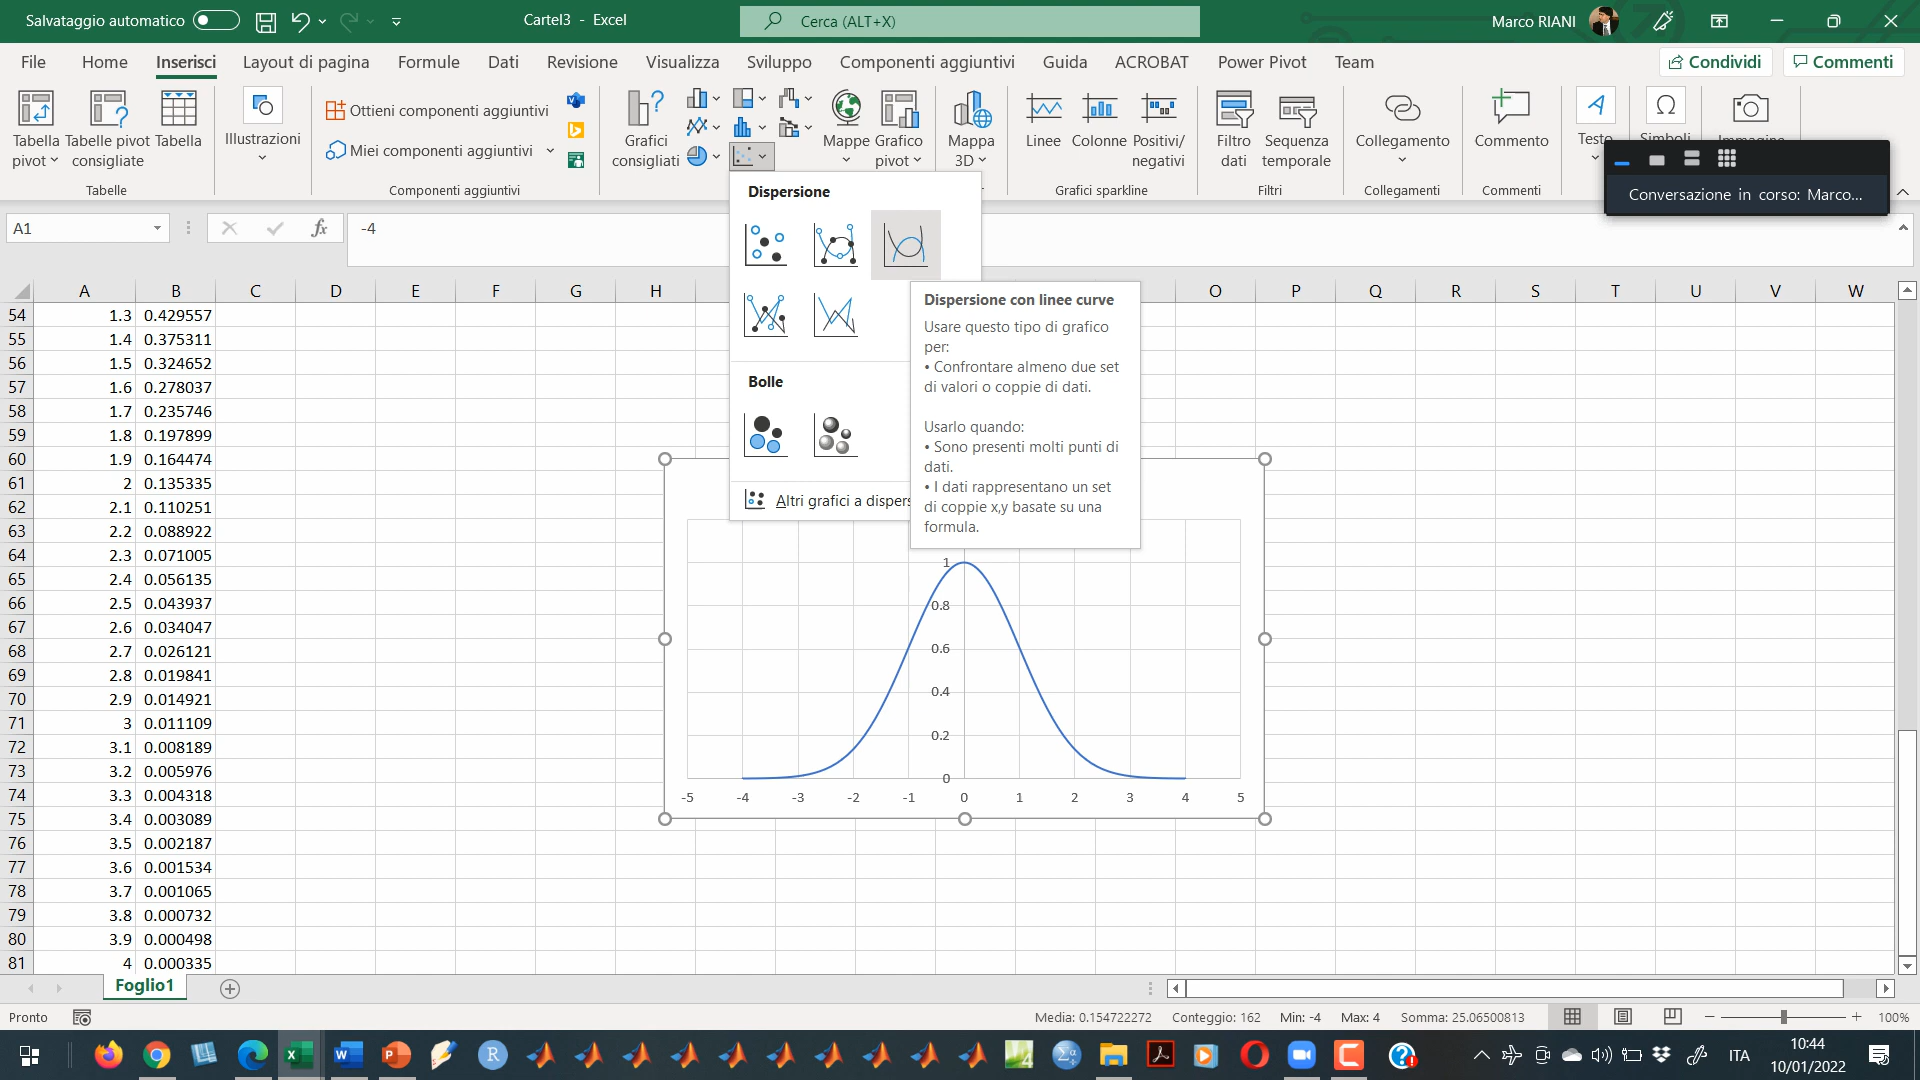 Salvataggio automatico
Cartel3 - Excel
Cerca (ALT+X)
Marco RIANI
File Home Inserisci Layout di pagina Formule Dati Revisione Visualizza Sviluppo Componenti aggiuntivi Guida ACROBAT Power Pivot Team
Condividi Commenti
Tabella pivot
Tabelle pivot consigliate
Tabella
Illustrazioni
Ottieni componenti aggiuntivi
Miei componenti aggiuntivi
Grafici consigliati
Mappe
Grafico pivot
Mappa 3D
Linee
Colonne
Positivi/ negativi
Filtro dati
Sequenza temporale
Collegamento
Commento
Testo
Simboli
Tabelle
Componenti aggiuntivi
Grafici sparkline
Filtri
Collegamenti
Commenti
Conversazione in corso: Marco...
A1
fx
-4
Dispersione
Bolle
Altri grafici a dispers
Dispersione con linee curve
Usare questo tipo di grafico
per:
• Confrontare almeno due set
di valori o coppie di dati.
Usarlo quando:
• Sono presenti molti punti di
dati.
• I dati rappresentano un set
di coppie x,y basate su una
formula.
A B C D E F G H O P Q R S T U V W
54 1.3 0.429557
55 1.4 0.375311
56 1.5 0.324652
57 1.6 0.278037
58 1.7 0.235746
59 1.8 0.197899
60 1.9 0.164474
61 2 0.135335
62 2.1 0.110251
63 2.2 0.088922
64 2.3 0.071005
65 2.4 0.056135
66 2.5 0.043937
67 2.6 0.034047
68 2.7 0.026121
69 2.8 0.019841
70 2.9 0.014921
71 3 0.011109
72 3.1 0.008189
73 3.2 0.005976
74 3.3 0.004318
75 3.4 0.003089
76 3.5 0.002187
77 3.6 0.001534
78 3.7 0.001065
79 3.8 0.000732
80 3.9 0.000498
81 4 0.000335
1
0.8
0.6
0.4
0.2
0
-5 -4 -3 -2 -1 0 1 2 3 4 5
Foglio1
Pronto
Media: 0.154722272 Conteggio: 162 Min: -4 Max: 4 Somma: 25.06500813
100%
ITA
10:44
10/01/2022